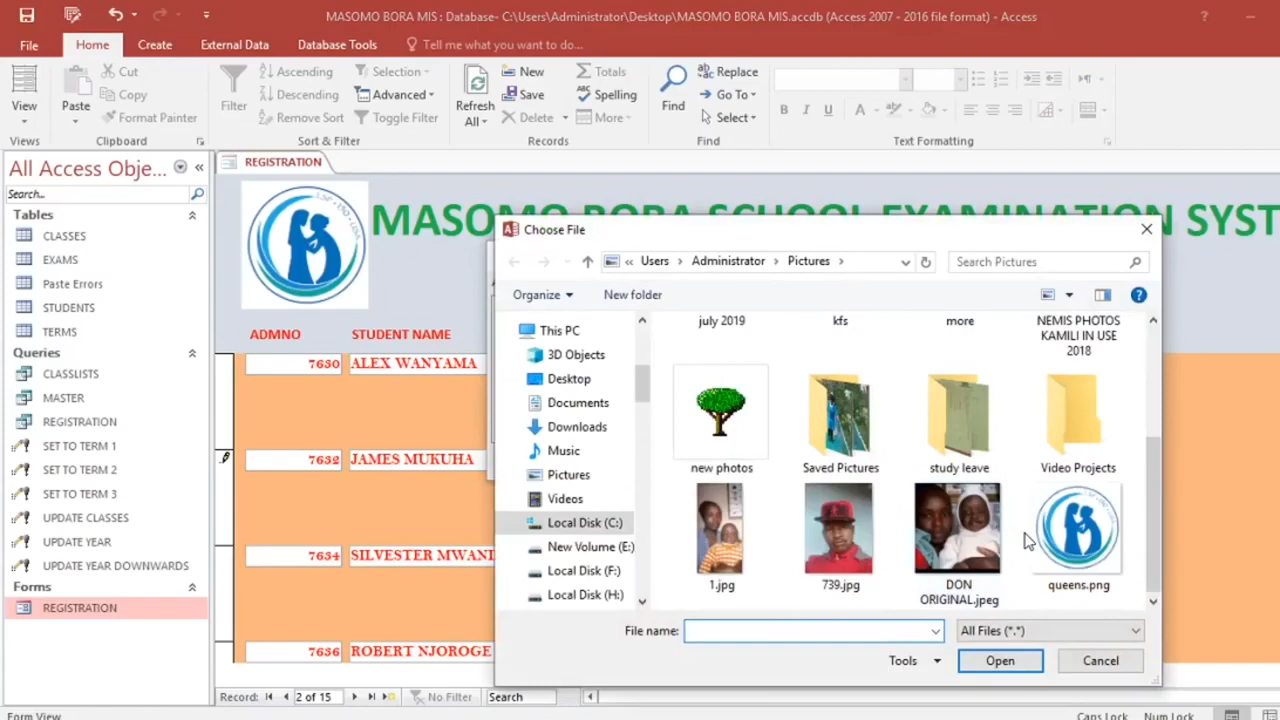 MASOMO BORA MIS : Database- C:\Users\Administrator\Desktop\MASOMO BORA MIS.accdb (Access 2007 - 2016 file format) - Access
File Home Create External Data Database Tools Tell me what you want to do...
View
Views
Paste
Cut
Copy
Format Painter
Clipboard
Filter
Ascending
Descending
Remove Sort
Selection
Advanced
Toggle Filter
Sort & Filter
Refresh
All
New
Save
Delete
Totals
Spelling
More
Records
Find
Replace
Go To
Select
Find
B I U A
Text Formatting
All Access Obje...
Search..
Tables
CLASSES
EXAMS
Paste Errors
STUDENTS
TERMS
Queries
CLASSLISTS
MASTER
REGISTRATION
SET TO TERM 1
SET TO TERM 2
SET TO TERM 3
UPDATE CLASSES
UPDATE YEAR
UPDATE YEAR DOWNWARDS
Forms
REGISTRATION
REGISTRATION
MASOMO BORA SCHOOL EXAMINATION SYST
ADMNO STUDENT NAME
7630 ALEX WANYAMA
7632 JAMES MUKUHA
7634 SILVESTER MWANI
7636 ROBERT NJOROGE
Choose File
« Users Administrator Pictures
Search Pictures
Organize New folder
This PC
3D Objects
Desktop
Documents
Downloads
Music
Pictures
Videos
Local Disk (C:)
New Volume (E:)
Local Disk (F:)
Local Disk (H:)
july 2019
kfs
more
NEMIS PHOTOS
KAMILI IN USE
2018
new photos
Saved Pictures
study leave
Video Projects
1.jpg
739.jpg
DON
ORIGINAL.jpeg
queens.png
File name:
All Files (*.*)
Tools Open Cancel
Record: 2 of 15 No Filter Search
Form View
Caps Lock Num Lock